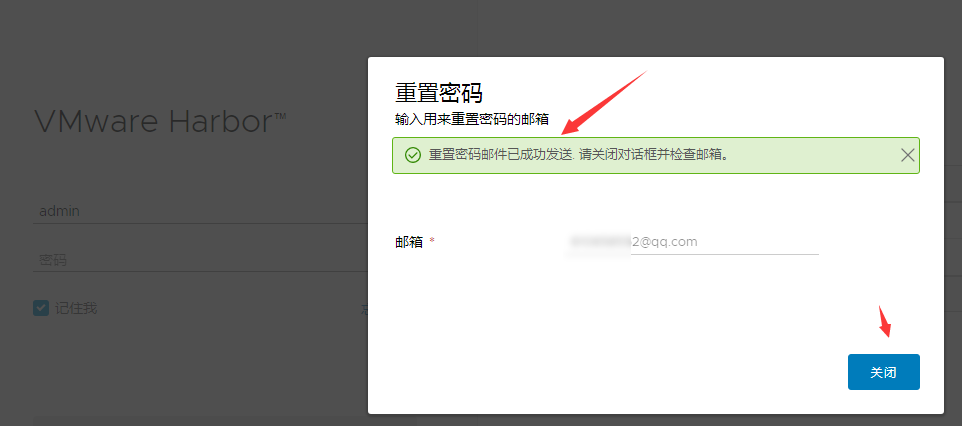 VMware Harbor™
admin
密码
记住我
重置密码
输入用来重置密码的邮箱
重置密码邮件已成功发送. 请关闭对话框并检查邮箱。
邮箱 *
2@qq.com
关闭